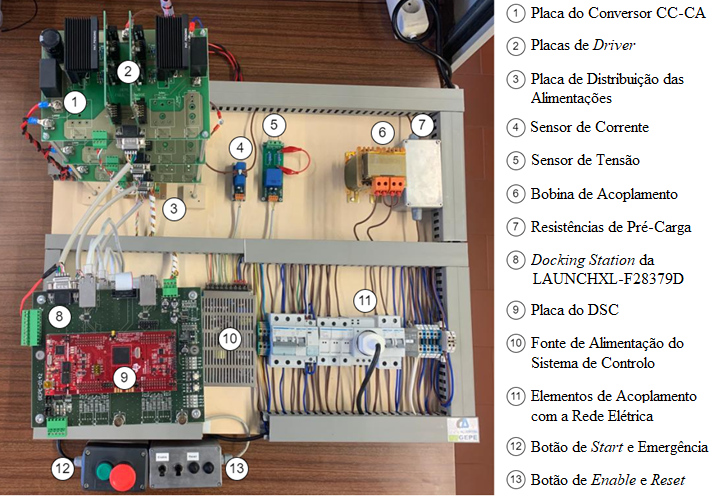 1 Placa do Conversor CC-CA
2 Placas de Driver
3 Placa de Distribuição das
Alimentações
4 Sensor de Corrente
5 Sensor de Tensão
6 Bobina de Acoplamento
7 Resistências de Pré-Carga
8 Docking Station da
LAUNCHXL-F28379D
9 Placa do DSC
10 Fonte de Alimentação do
Sistema de Controlo
11 Elementos de Acoplamento
com a Rede Elétrica
12 Botão de Start e Emergência
13 Botão de Enable e Reset
1
2
3
4
5
6
7
8
9
10
11
12
13
GEPE